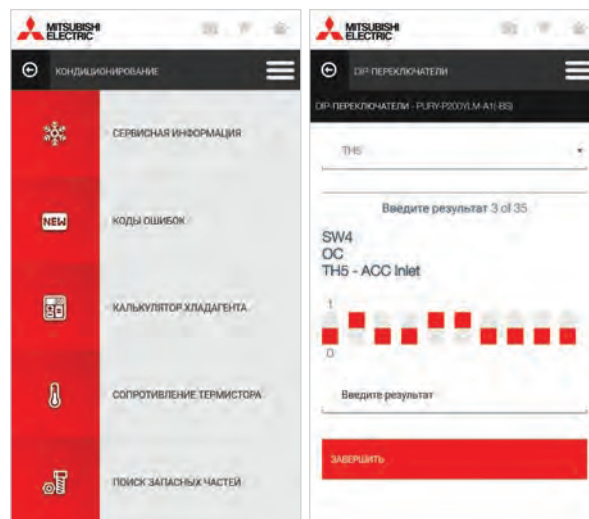 MITSUBISHI
ELECTRIC
КОНДИЦИОНИРОВАНИЕ
СЕРВИСНАЯ ИНФОРМАЦИЯ
NEW
КОДЫ ОШИБОК
КАЛЬКУЛЯТОР ХЛАДАГЕНТА
СОПРОТИВЛЕНИЕ ТЕРМИСТОРА
ПОИСК ЗАПАСНЫХ ЧАСТЕЙ
MITSUBISHI
ELECTRIC
DIP-ПЕРЕКЛЮЧАТЕЛИ
DIP-ПЕРЕКЛЮЧАТЕЛИ - PURY-P200YLM-A1(-BS)
TH5
Введите результат 3 of 35
SW4
OC
TH5 - ACC Inlet
1
0
Введите результат
ЗАВЕРШИТЬ